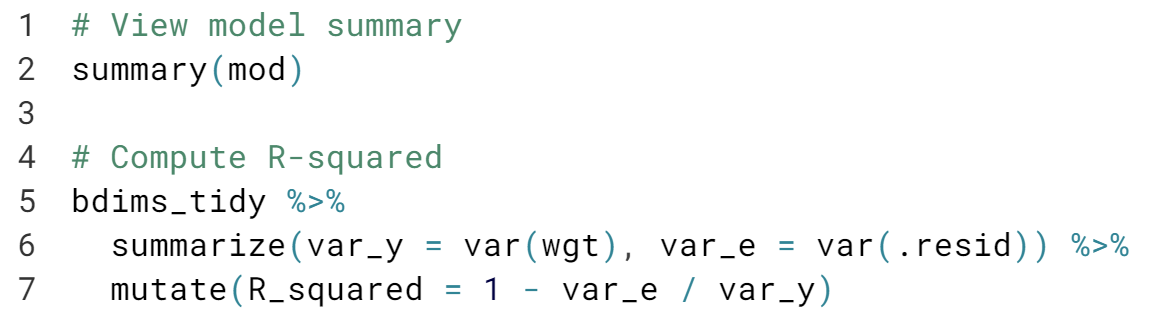 1 # View model summary
2 summary(mod)
3
4 # Compute R-squared
5 bdims_tidy %>%
6   summarize(var_y = var(wgt), var_e = var(.resid)) %>%
7   mutate(R_squared = 1 - var_e / var_y)